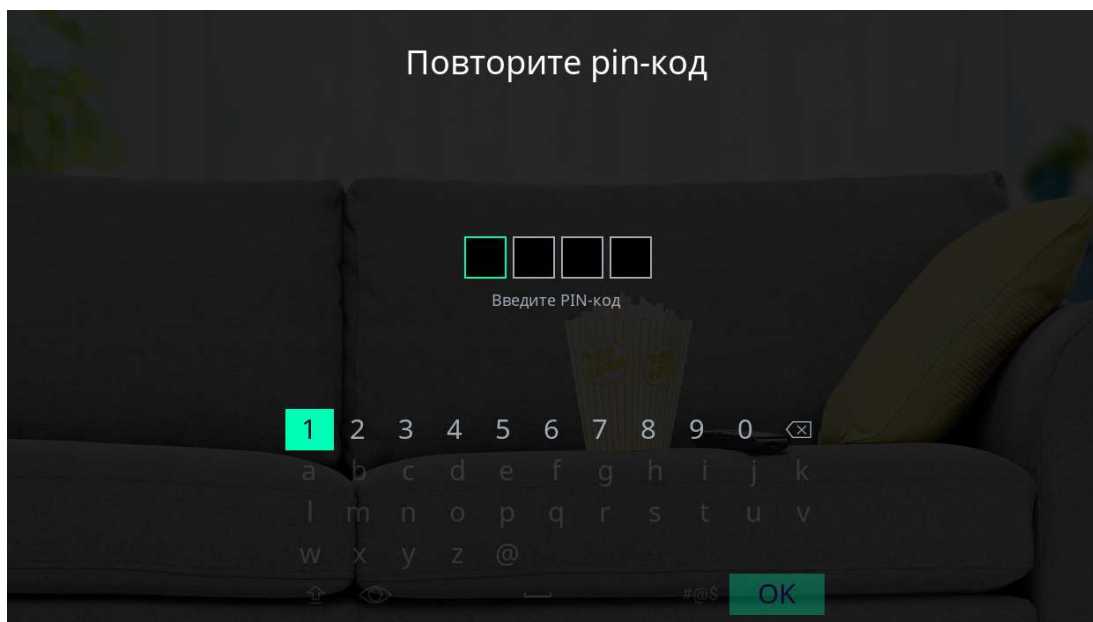 Повторите pin-код
Введите PIN-код
1 2 3 4 5 6 7 8 9 0
a b c d e f g h i j k
l m n o p q r s t u v
w x y z @
#@$ OK